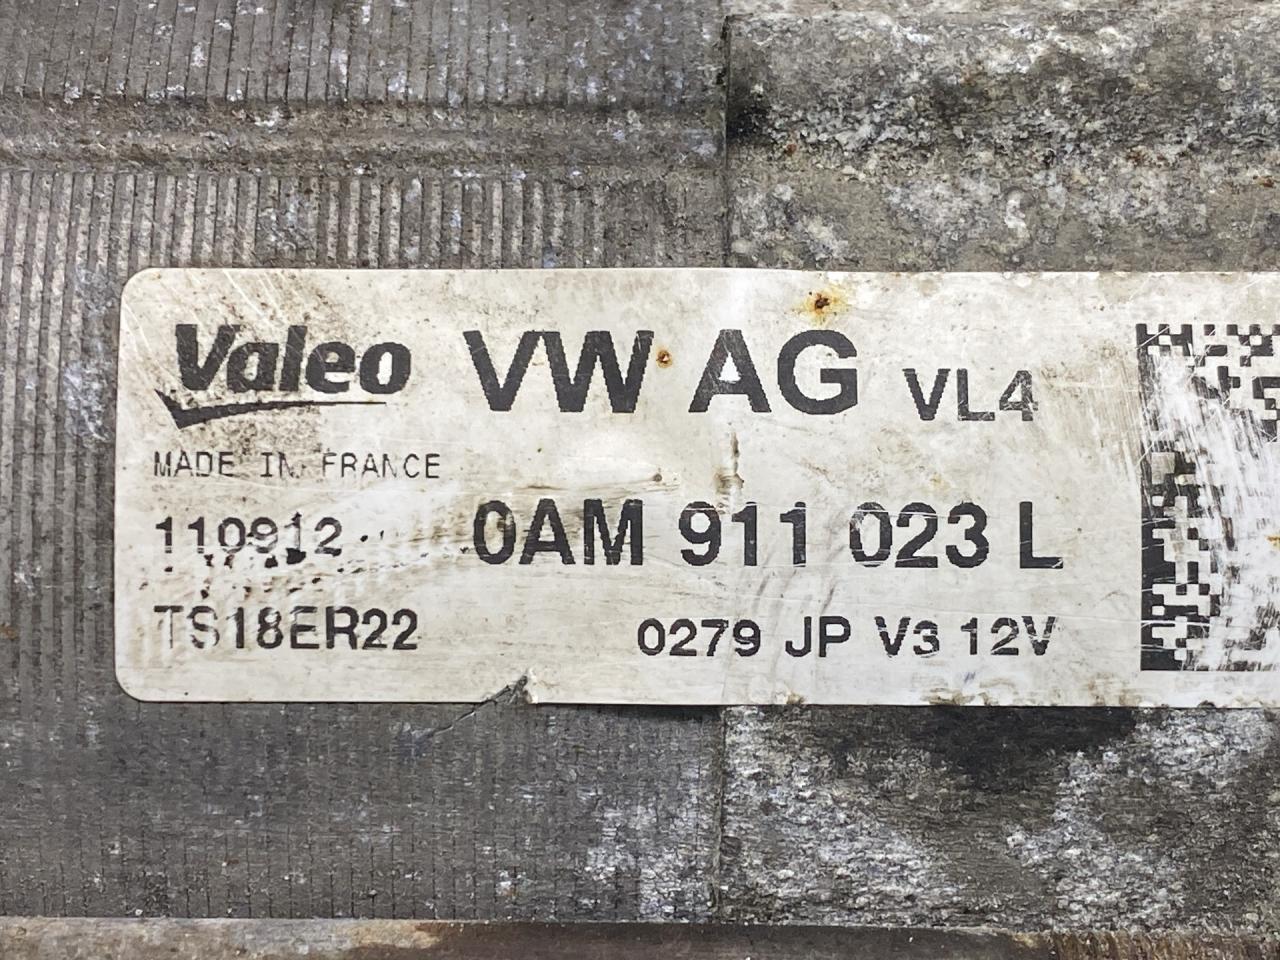 Valeo VW AG VL4
MADE IN FRANCE
110912 0AM 911 023 L
TS18ER22 0279 JP V3 12V